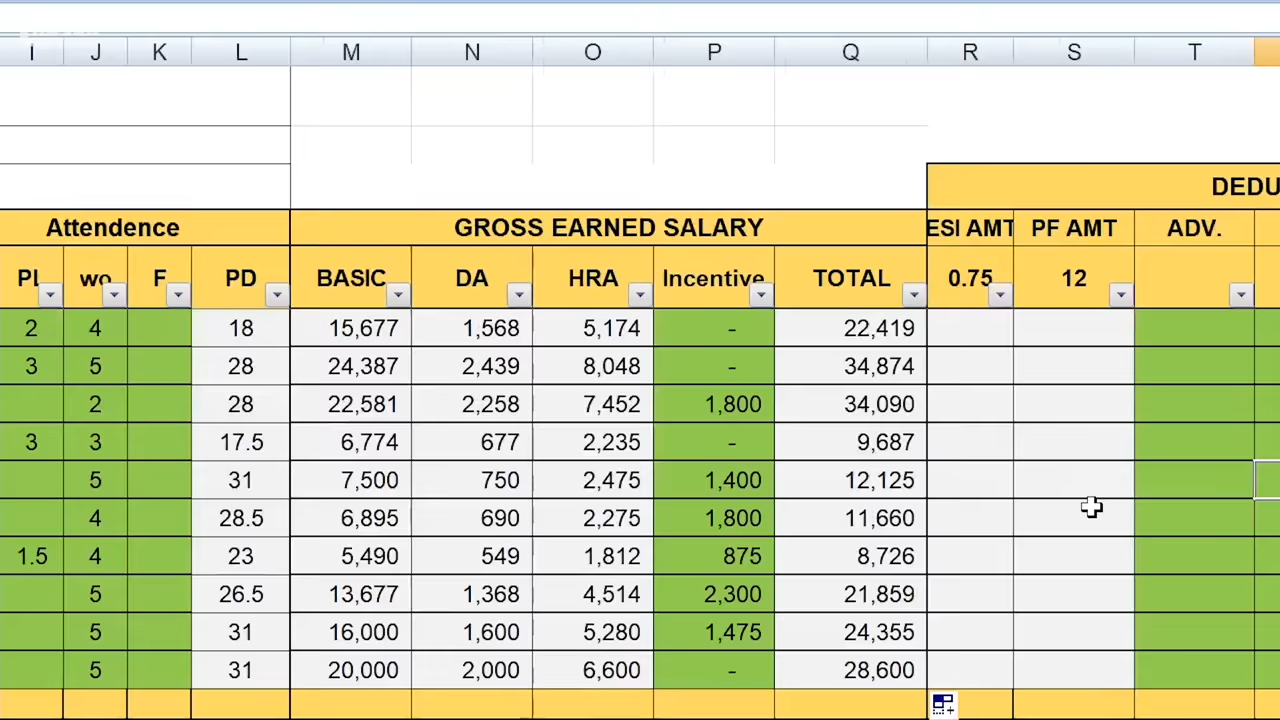 I J K L M N O P Q R S T
DEDU
Attendence GROSS EARNED SALARY ESI AMT PF AMT ADV.
PL wo F PD BASIC DA HRA Incentive TOTAL 0.75 12
2 4 18 15,677 1,568 5,174 - 22,419
3 5 28 24,387 2,439 8,048 - 34,874
2 28 22,581 2,258 7,452 1,800 34,090
3 3 17.5 6,774 677 2,235 - 9,687
5 31 7,500 750 2,475 1,400 12,125
4 28.5 6,895 690 2,275 1,800 11,660
1.5 4 23 5,490 549 1,812 875 8,726
5 26.5 13,677 1,368 4,514 2,300 21,859
5 31 16,000 1,600 5,280 1,475 24,355
5 31 20,000 2,000 6,600 - 28,600